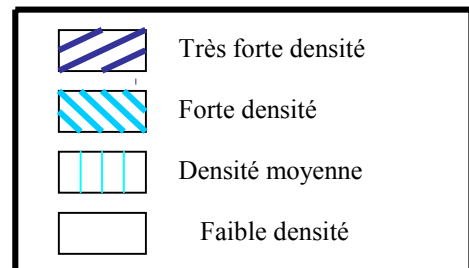 Très forte densité
Forte densité
Densité moyenne
Faible densité